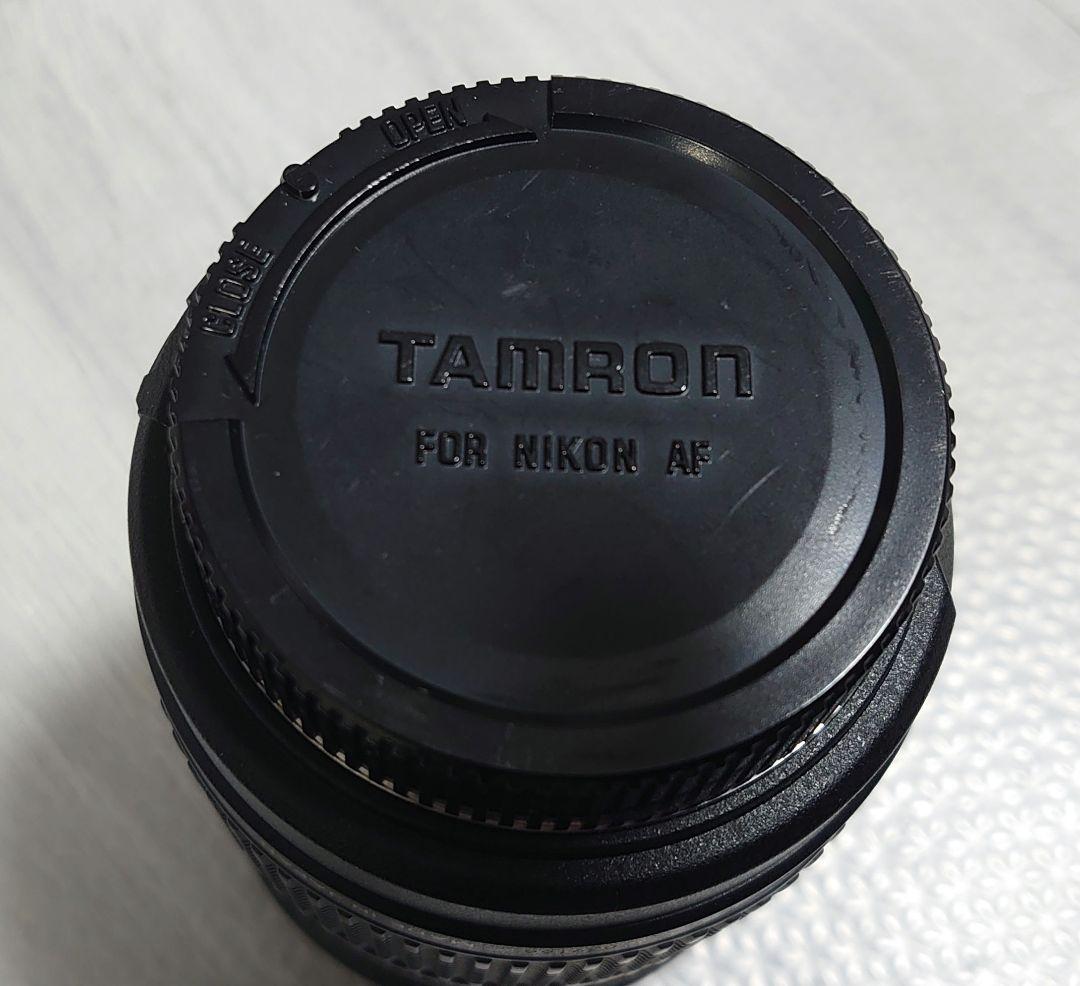 OPEN
CLOSE
TAMRON
FOR NIKON AF